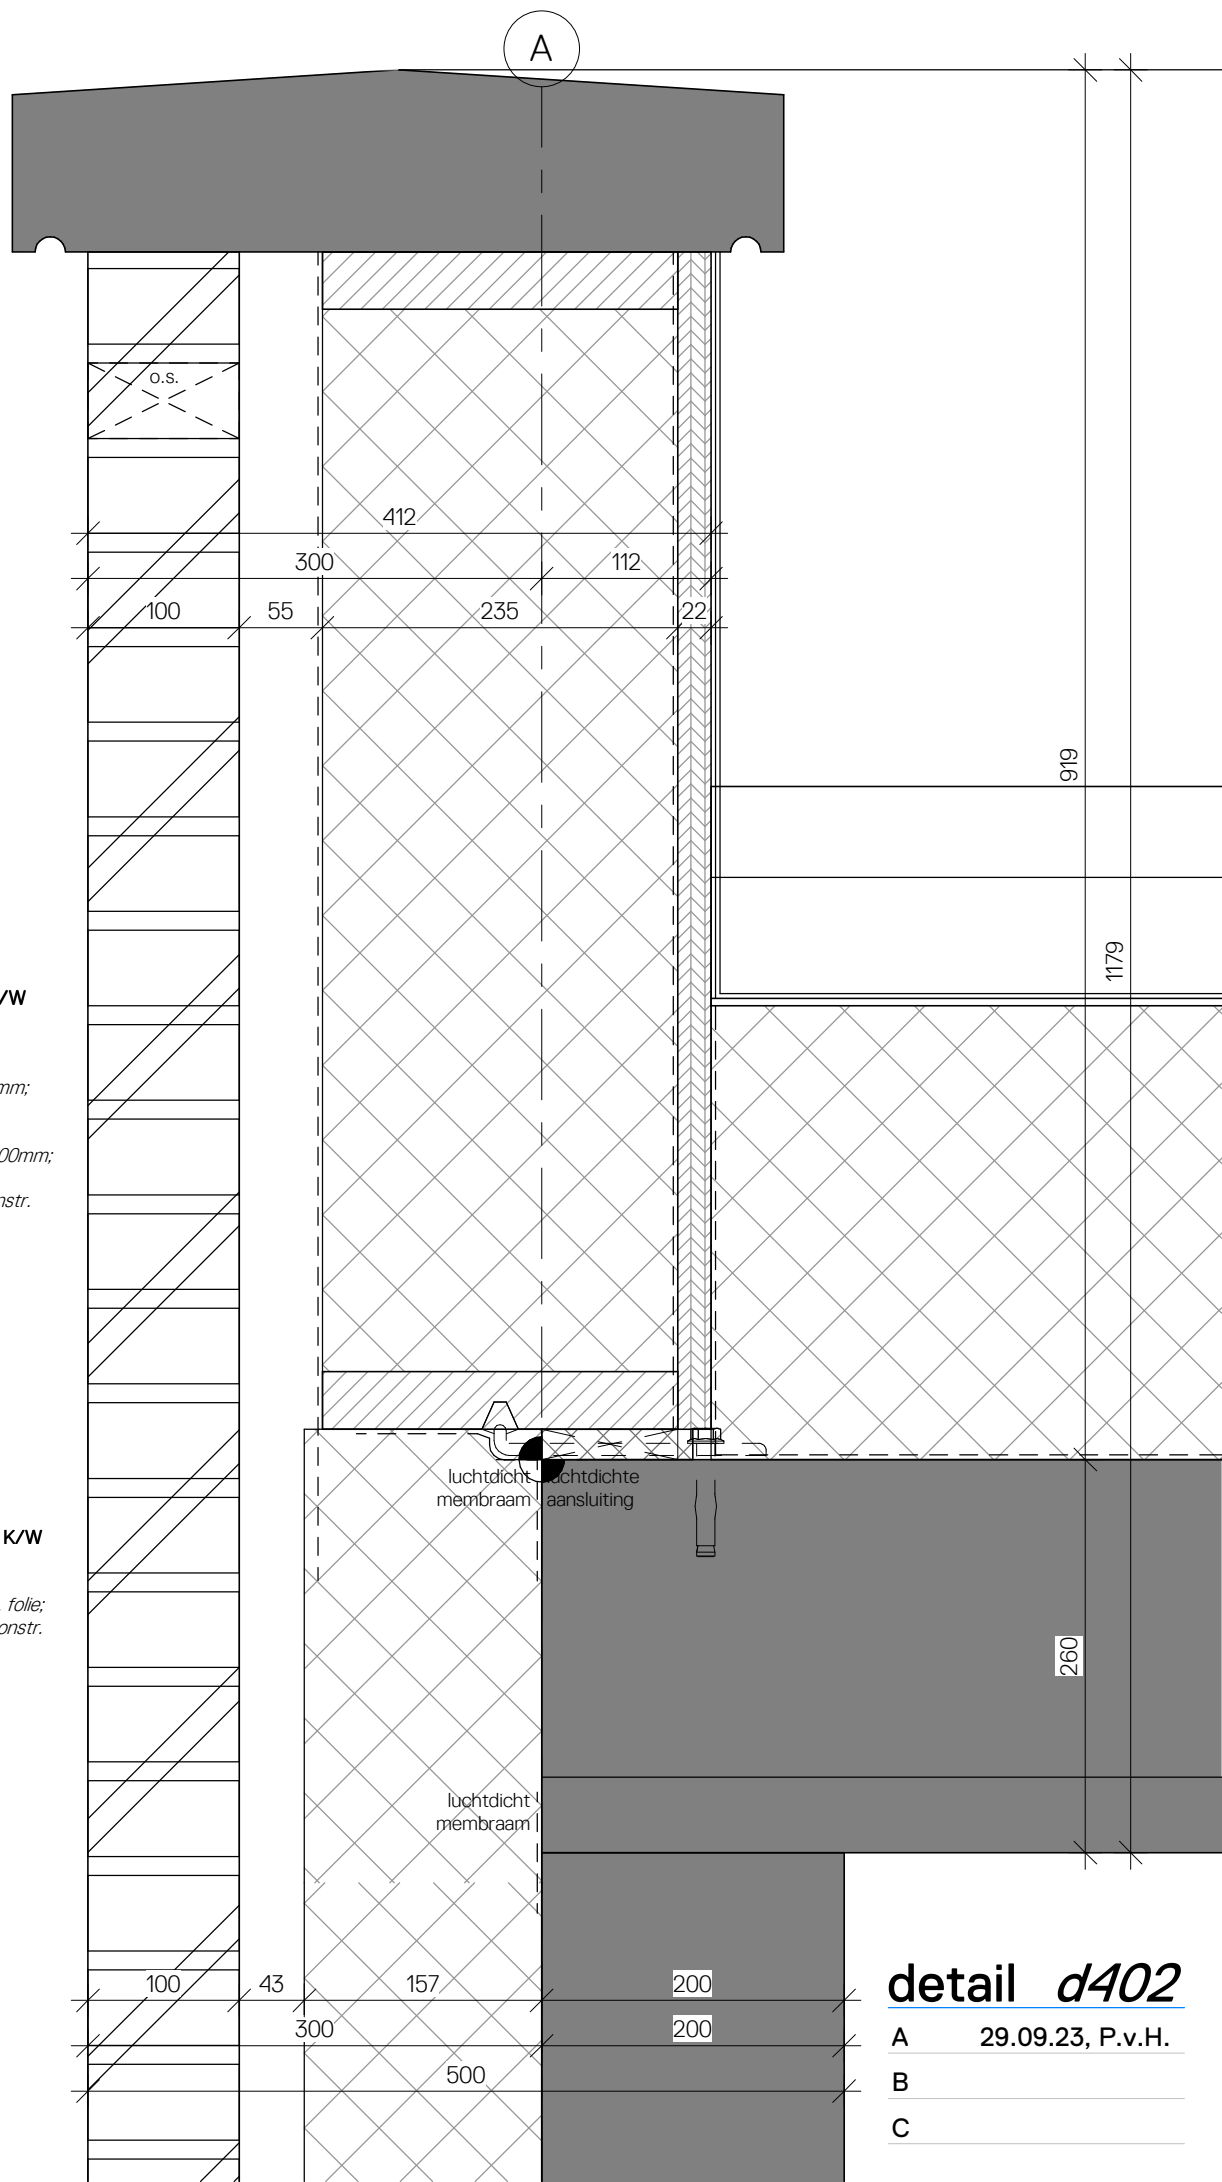 A
o.s.
412
300 112
100 55 235 22
919
1179
/W
mm;
00mm;
nstr.
luchtdicht luchtdichte
membraam aansluiting
K/W
folie;
onstr.
260
luchtdicht
membraam
100 43 157 200
300 200
500
detail d402
A 29.09.23, P.v.H.
B
C